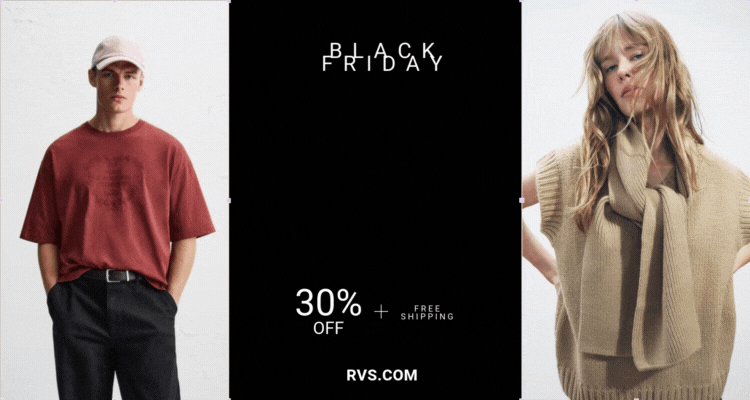 BLACK
FRIDAY
30%
OFF
+
FREE
SHIPPING
RVS.COM